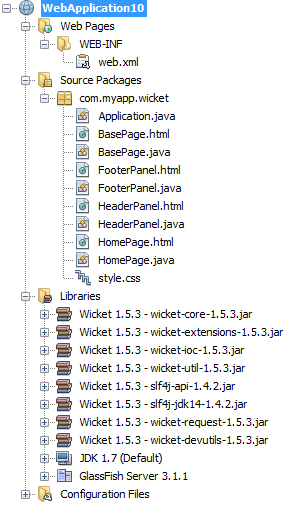 WebApplication10
Web Pages
WEB-INF
web.xml
Source Packages
com.myapp.wicket
Application.java
BasePage.html
BasePage.java
FooterPanel.html
FooterPanel.java
HeaderPanel.html
HeaderPanel.java
HomePage.html
HomePage.java
style.css
Libraries
Wicket 1.5.3 - wicket-core-1.5.3.jar
Wicket 1.5.3 - wicket-extensions-1.5.3.jar
Wicket 1.5.3 - wicket-ioc-1.5.3.jar
Wicket 1.5.3 - wicket-util-1.5.3.jar
Wicket 1.5.3 - slf4j-api-1.4.2.jar
Wicket 1.5.3 - slf4j-jdk14-1.4.2.jar
Wicket 1.5.3 - wicket-request-1.5.3.jar
Wicket 1.5.3 - wicket-devutils-1.5.3.jar
JDK 1.7 (Default)
GlassFish Server 3.1.1
Configuration Files